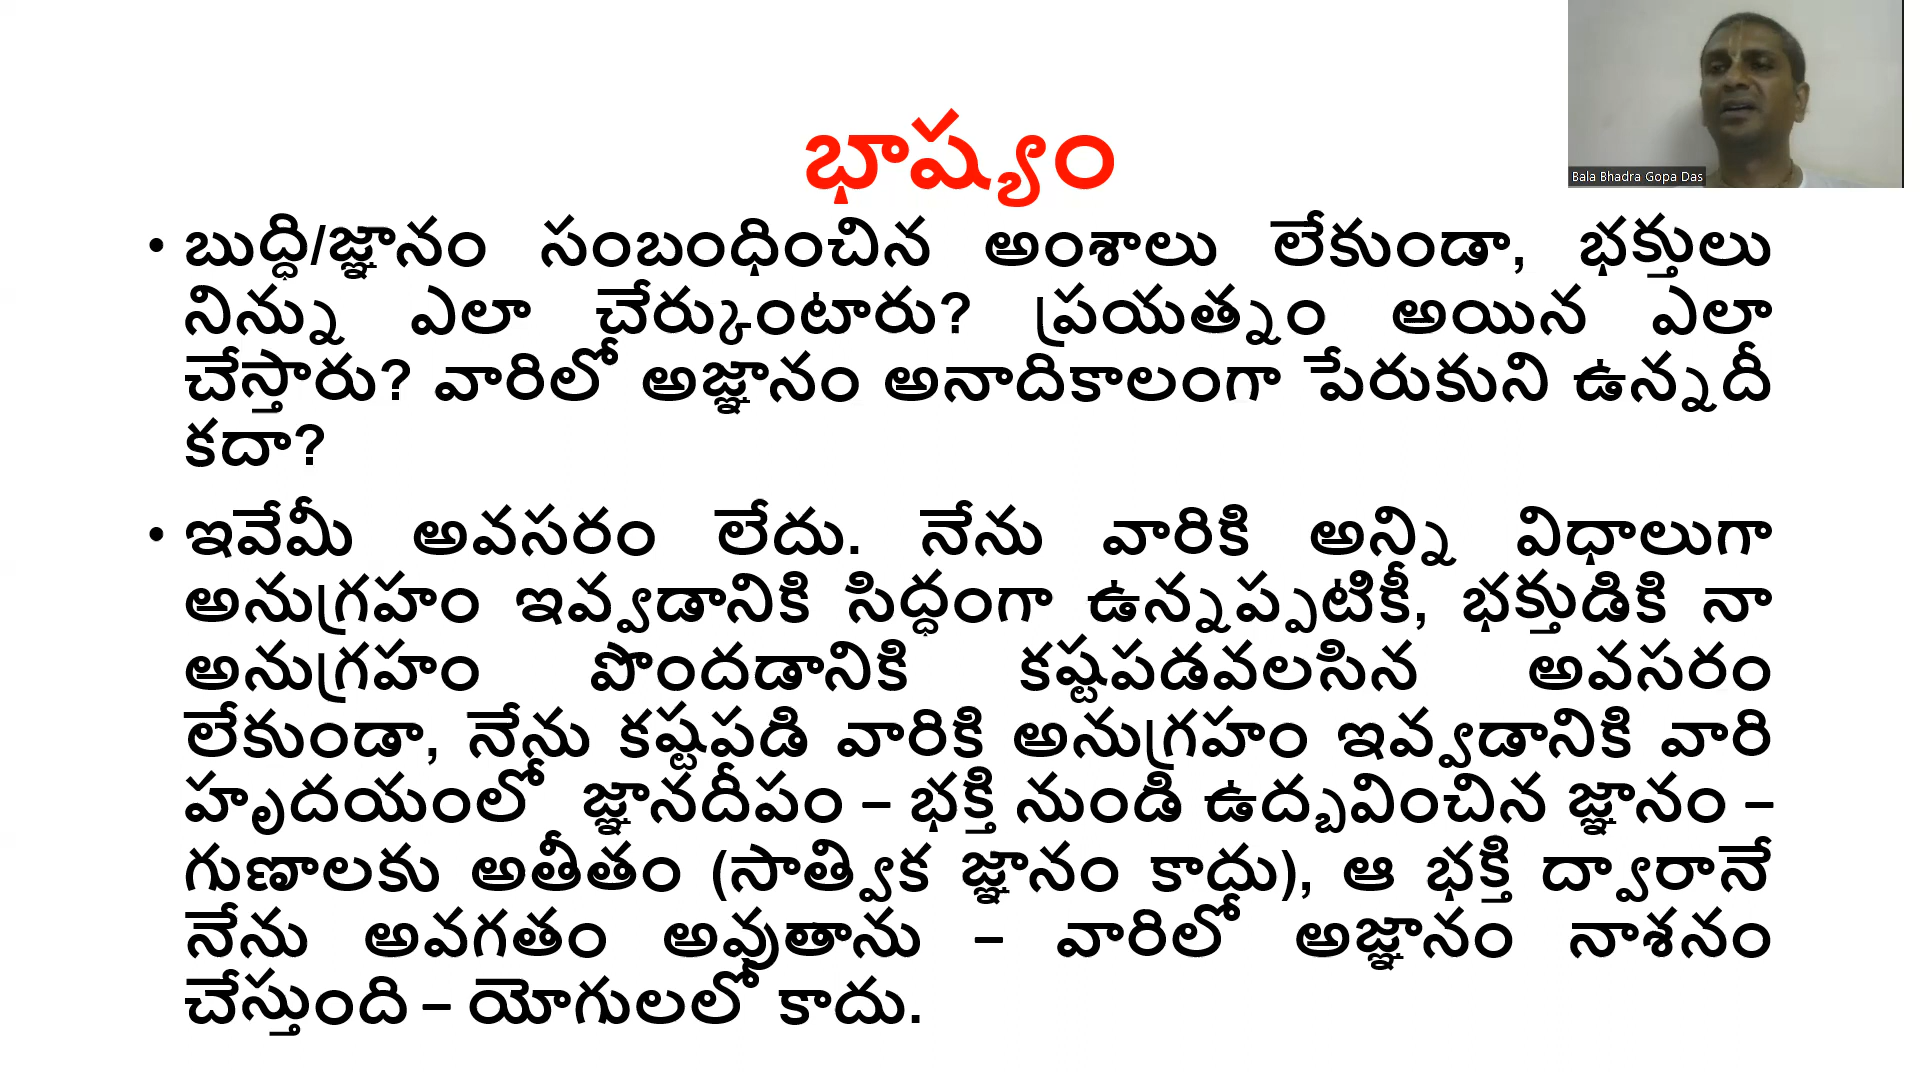 Bala Bhadra Gopa Das
భాష్యం
• బుద్ధి/జ్ఞానం సంబంధించిన అంశాలు లేకుండా, భక్తులు
నిన్ను ఎలా చేర్కుంటారు? ప్రయత్నం అయిన ఎలా
చేస్తారు? వారిలో అజ్ఞానం అనాదికాలంగా పేరుకుని ఉన్నదీ
కదా?
• ఇవేమీ అవసరం లేదు. నేను వారికి అన్ని విధాలుగా
అనుగ్రహం ఇవ్వడానికి సిద్ధంగా ఉన్నప్పటికీ, భక్తుడికి నా
అనుగ్రహం పొందడానికి కష్టపడవలసిన అవసరం
లేకుండా, నేను కష్టపడి వారికి అనుగ్రహం ఇవ్వడానికి వారి
హృదయంలో జ్ఞానదీపం – భక్తి నుండి ఉద్బవించిన జ్ఞానం –
గుణాలకు అతీతం (సాత్విక జ్ఞానం కాదు), ఆ భక్తి ద్వారానే
నేను అవగతం అవుతాను – వారిలో అజ్ఞానం నాశనం
చేస్తుంది – యోగులలో కాదు.